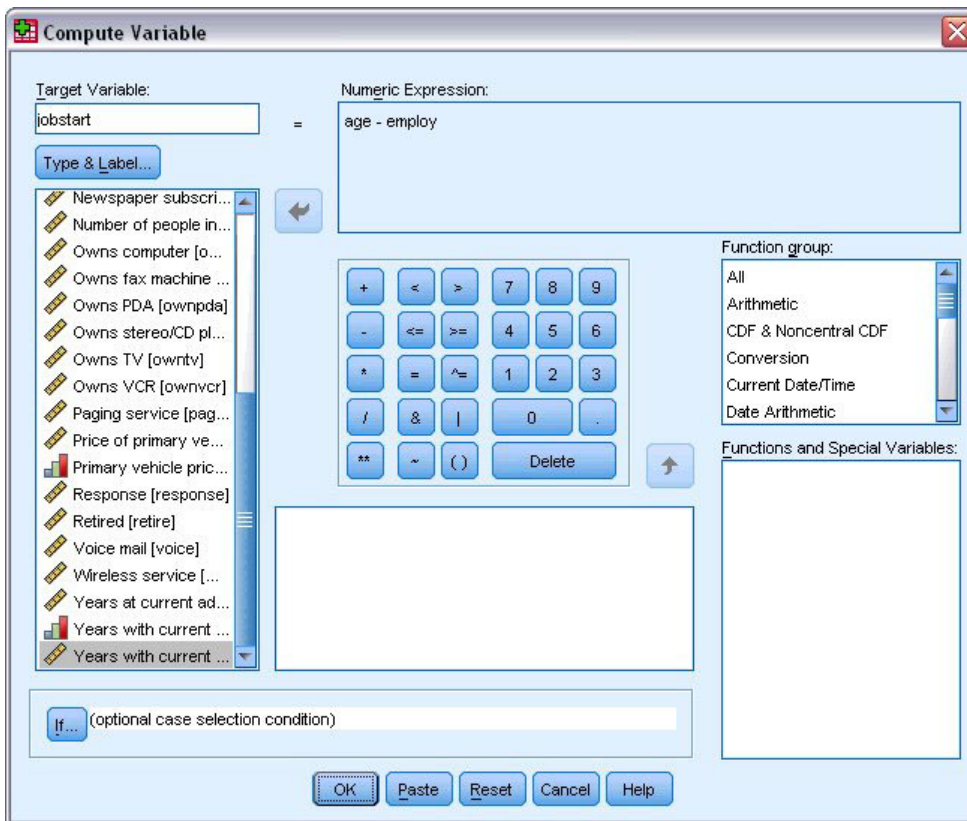 Compute Variable
Target Variable:
jobstart
=
Numeric Expression:
age - employ
Type & Label...
Newspaper subscri...
Number of people in...
Owns computer [o...
Owns fax machine ...
Owns PDA [ownpda]
Owns stereo/CD pl...
Owns TV [owntv]
Owns VCR [ownvcr]
Paging service [pag...
Price of primary ve...
Primary vehicle pric...
Response [response]
Retired [retire]
Voice mail [voice]
Wireless service [...
Years at current ad...
Years with current ...
Years with current ...
+ < > 7 8 9
- <= >= 4 5 6
* = ^= 1 2 3
/ & | 0 .
** ~ ( ) Delete
Function group:
All
Arithmetic
CDF & Noncentral CDF
Conversion
Current Date/Time
Date Arithmetic
Functions and Special Variables:
If... (optional case selection condition)
OK Paste Reset Cancel Help